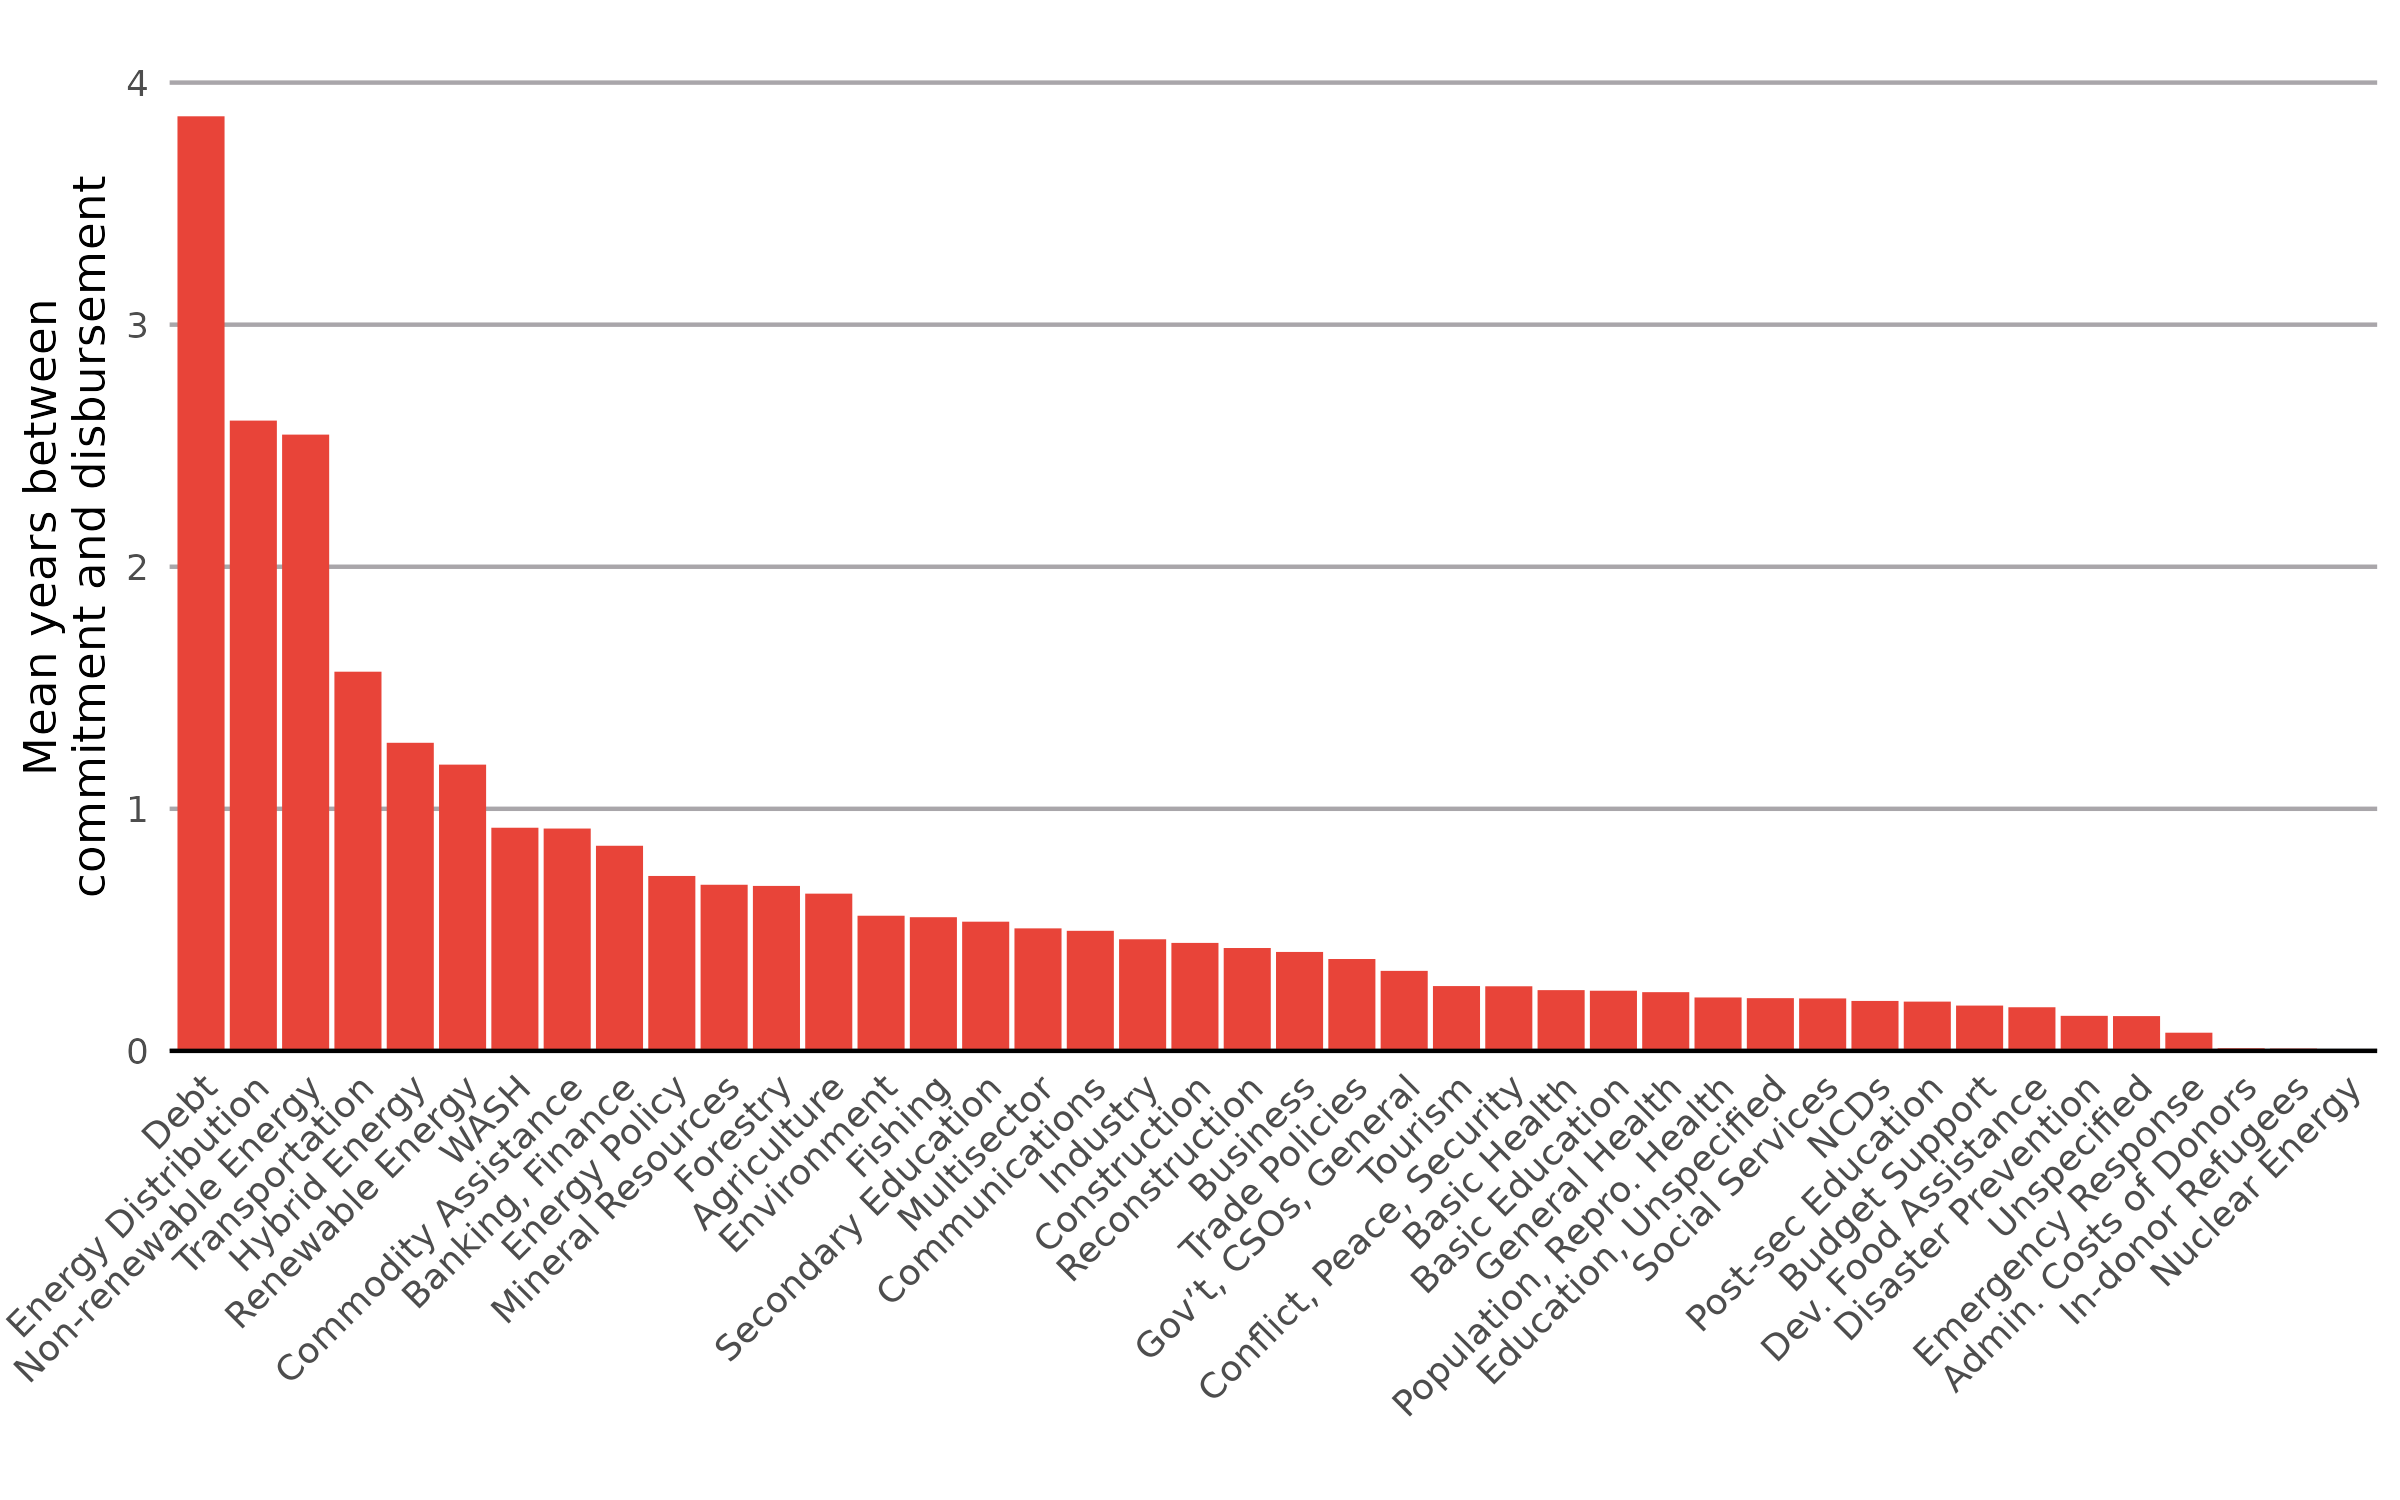 Mean years between
commitment and disbursement
4
3
2
1
0
Debt
Energy Distribution
Non-renewable Energy
Transportation
Hybrid Energy
Renewable Energy
WASH
Commodity Assistance
Banking, Finance
Energy Policy
Mineral Resources
Forestry
Agriculture
Environment
Fishing
Secondary Education
Multisector
Communications
Industry
Construction
Reconstruction
Business
Trade Policies
Gov’t, CSOs, General
Tourism
Conflict, Peace, Security
Basic Health
Basic Education
General Health
Population, Repro. Health
Education, Unspecified
Social Services
NCDs
Post-sec Education
Budget Support
Dev. Food Assistance
Disaster Prevention
Unspecified
Emergency Response
Admin. Costs of Donors
In-donor Refugees
Nuclear Energy